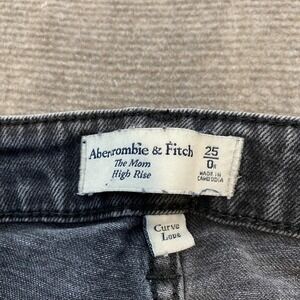 Abercrombie & Fitch
The Mom
High Rise
25
0R
MADE IN
CAMBODIA
Curve
Love